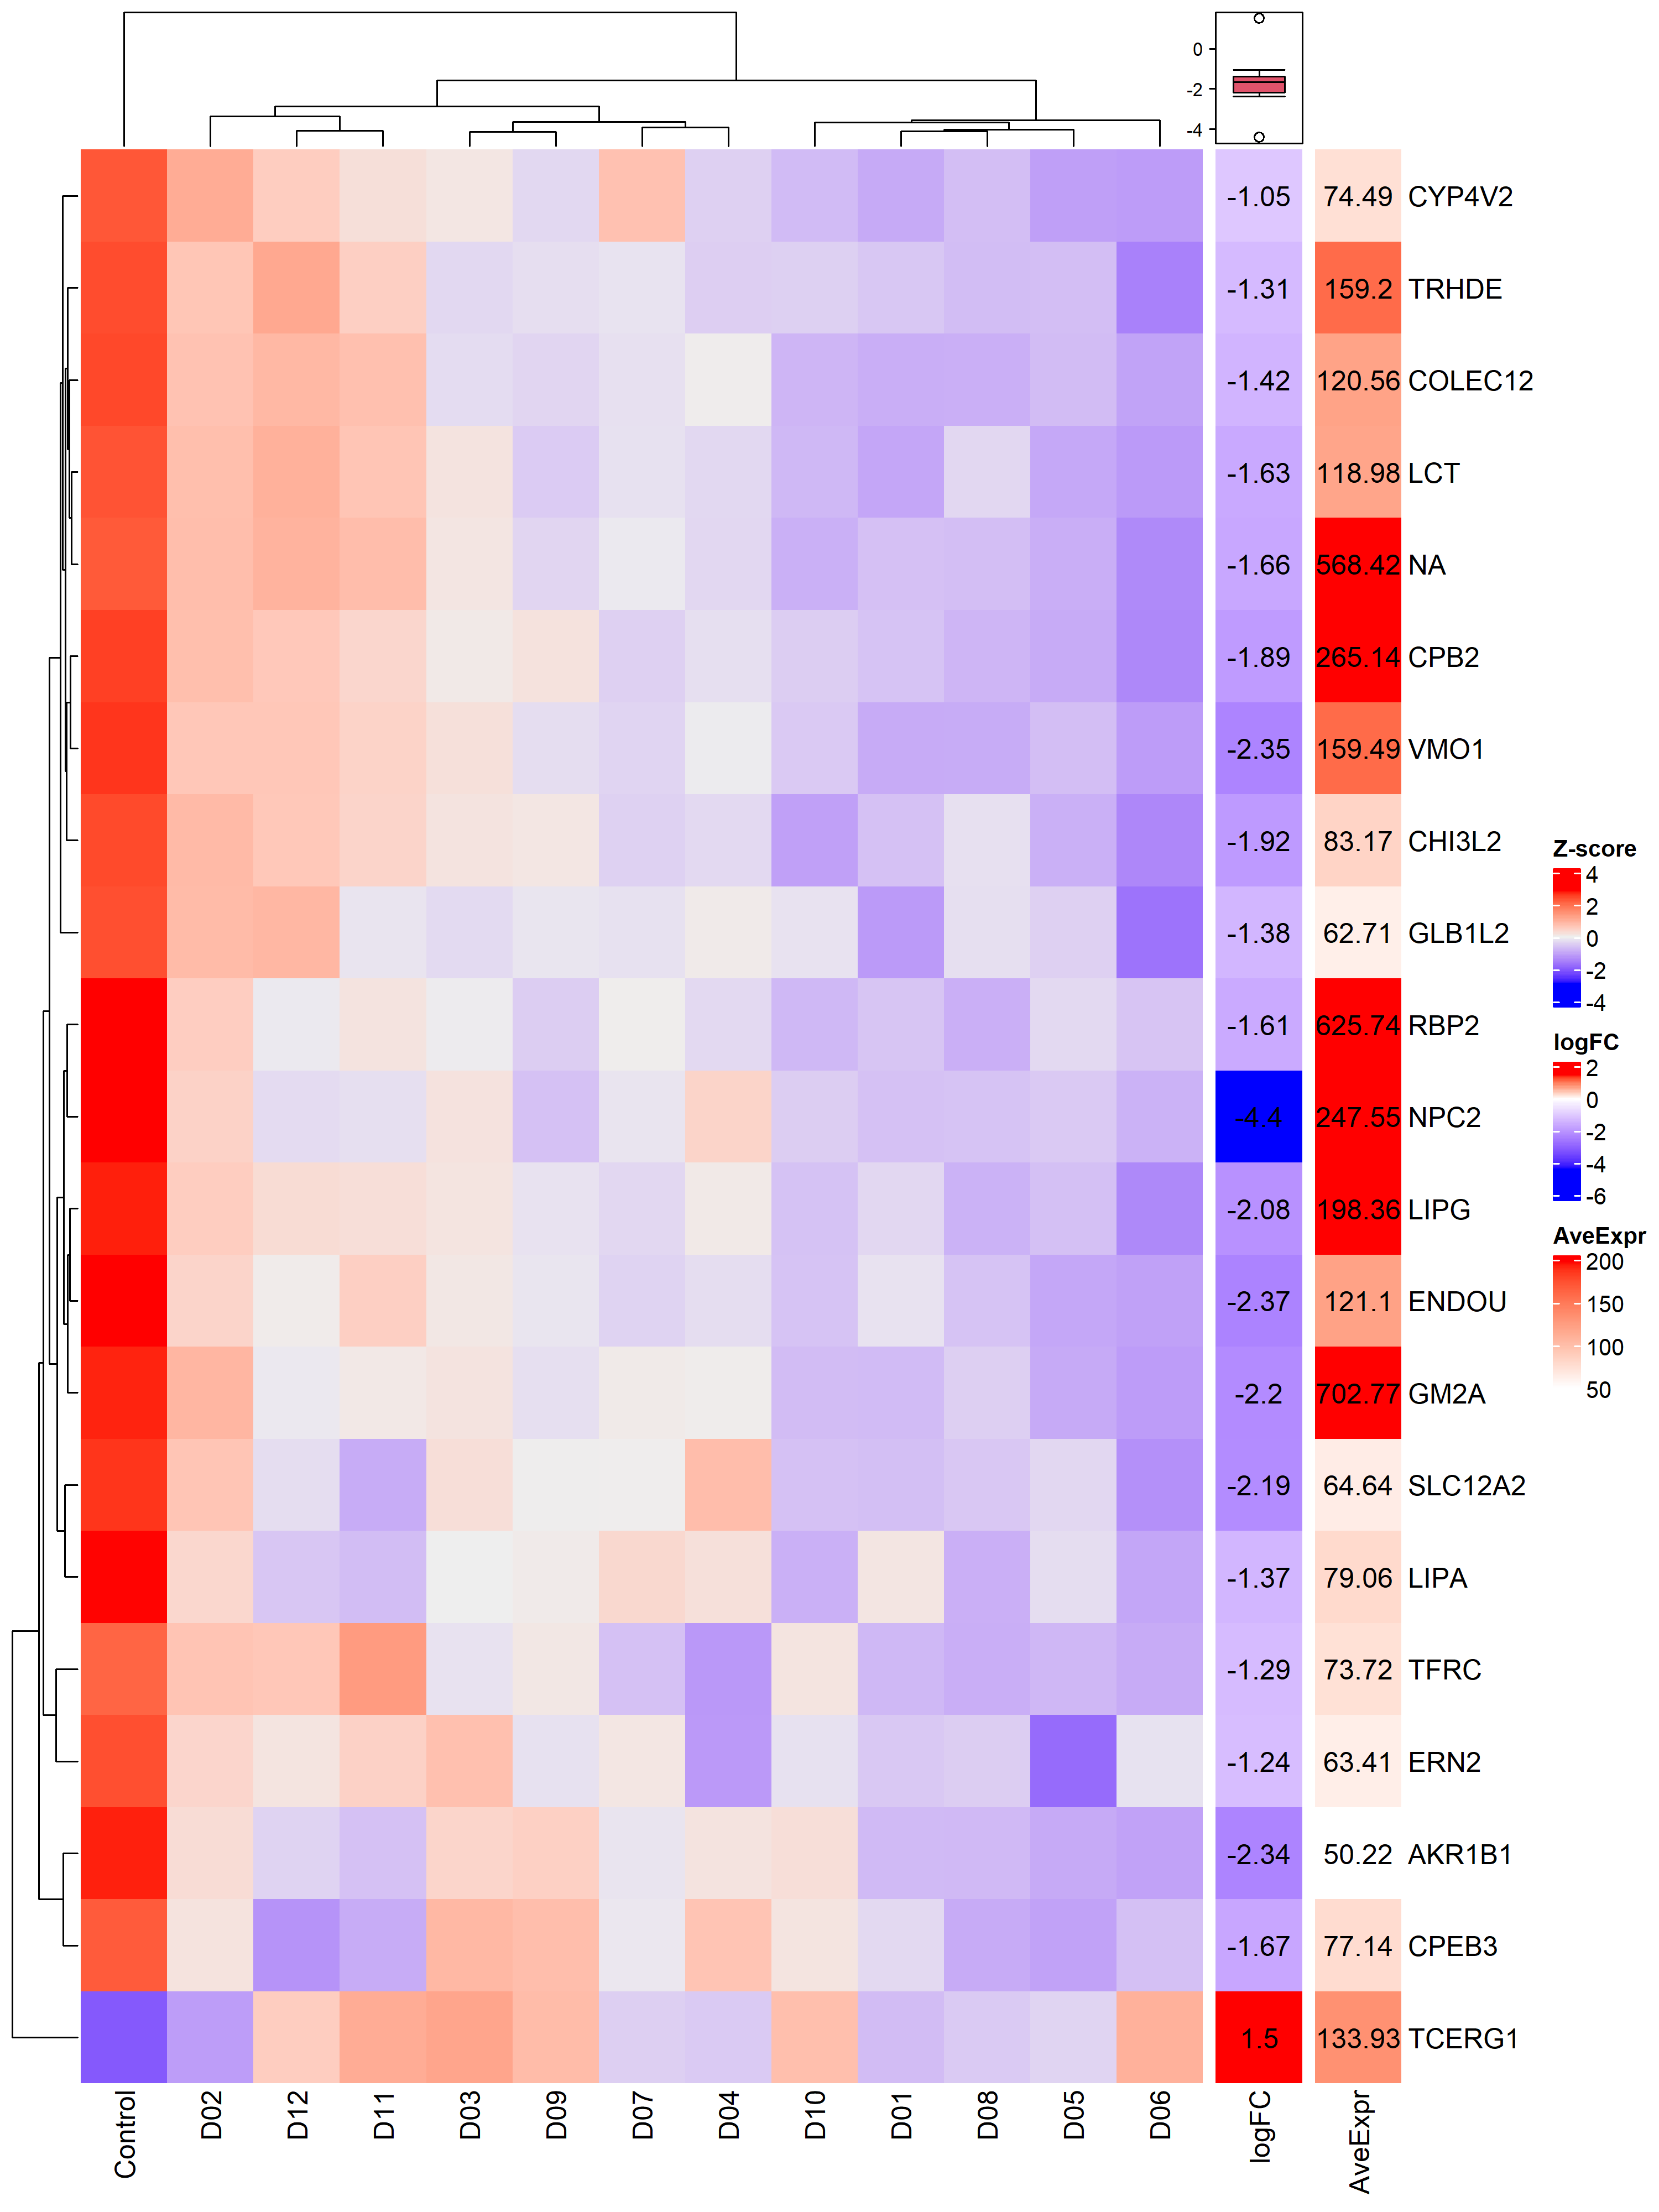 0
-2
-4
-1.05 74.49 CYP4V2
-1.31 159.2 TRHDE
-1.42 120.56 COLEC12
-1.63 118.98 LCT
-1.66 568.42 NA
-1.89 265.14 CPB2
-2.35 159.49 VMO1
-1.92 83.17 CHI3L2
-1.38 62.71 GLB1L2
-1.61 625.74 RBP2
-4.4 247.55 NPC2
-2.08 198.36 LIPG
-2.37 121.1 ENDOU
-2.2 702.77 GM2A
-2.19 64.64 SLC12A2
-1.37 79.06 LIPA
-1.29 73.72 TFRC
-1.24 63.41 ERN2
-2.34 50.22 AKR1B1
-1.67 77.14 CPEB3
1.5 133.93 TCERG1
Control D02 D12 D11 D03 D09 D07 D04 D10 D01 D08 D05 D06 logFC AveExpr
Z-score
4
2
0
-2
-4
logFC
2
0
-2
-4
-6
AveExpr
200
150
100
50